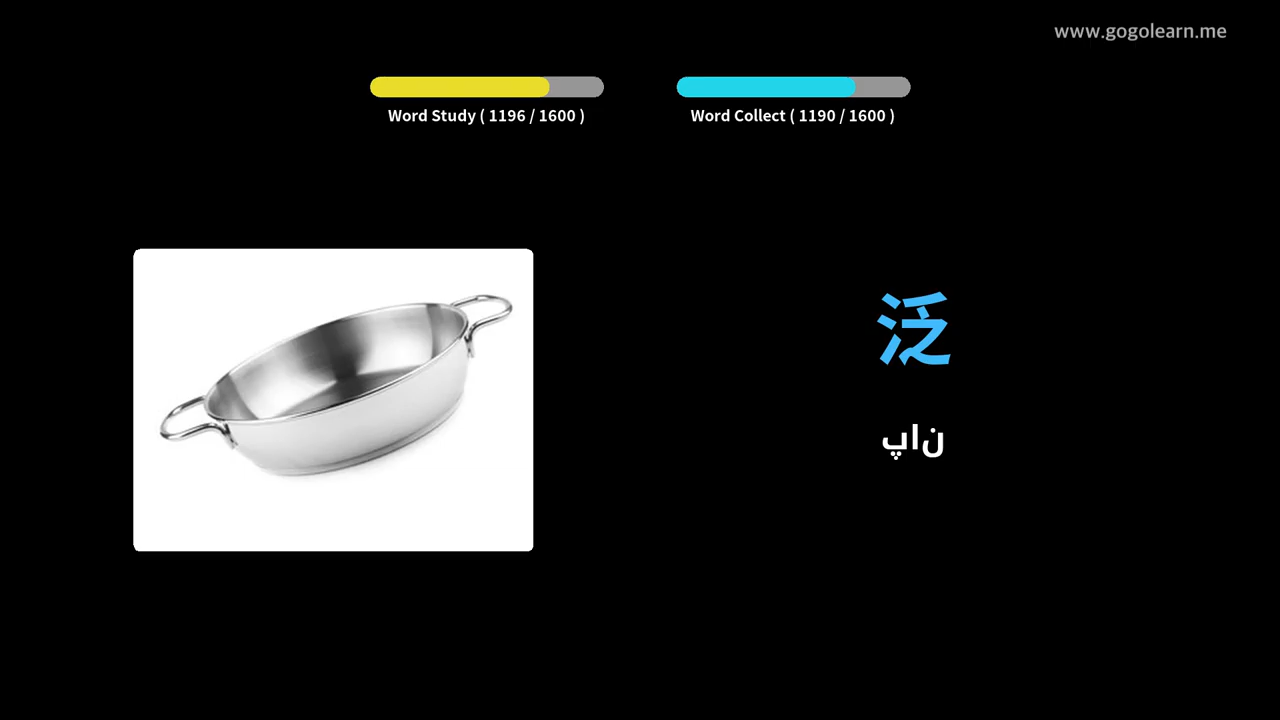 www.gogolearn.me
Word Study ( 1196 / 1600 )
Word Collect ( 1190 / 1600 )
泛
پان